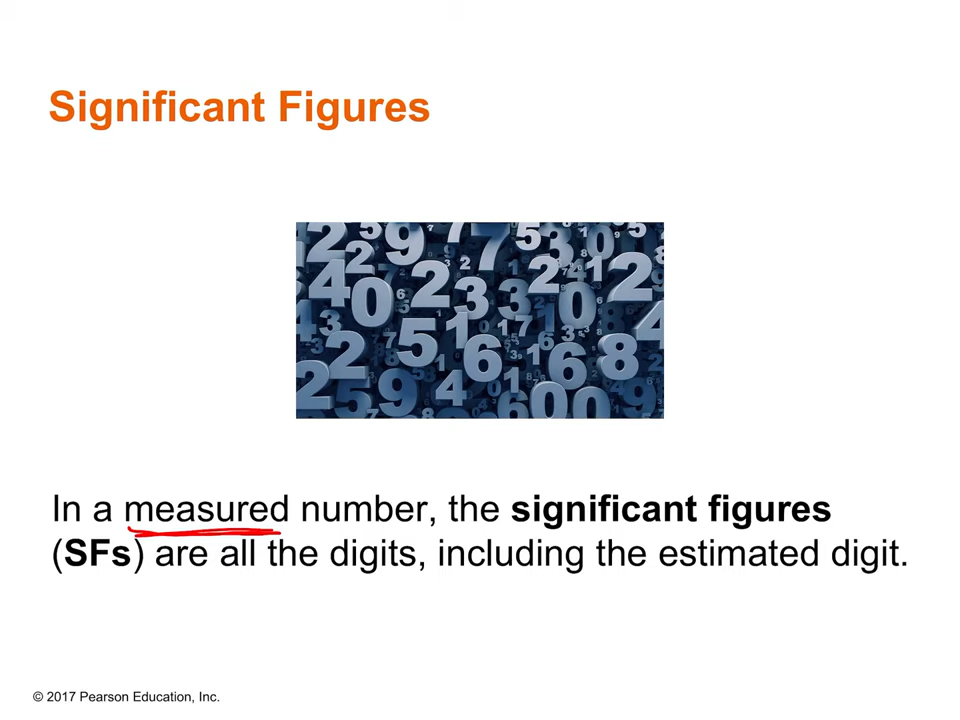 Significant Figures
In a measured number, the significant figures
(SFs) are all the digits, including the estimated digit.
© 2017 Pearson Education, Inc.